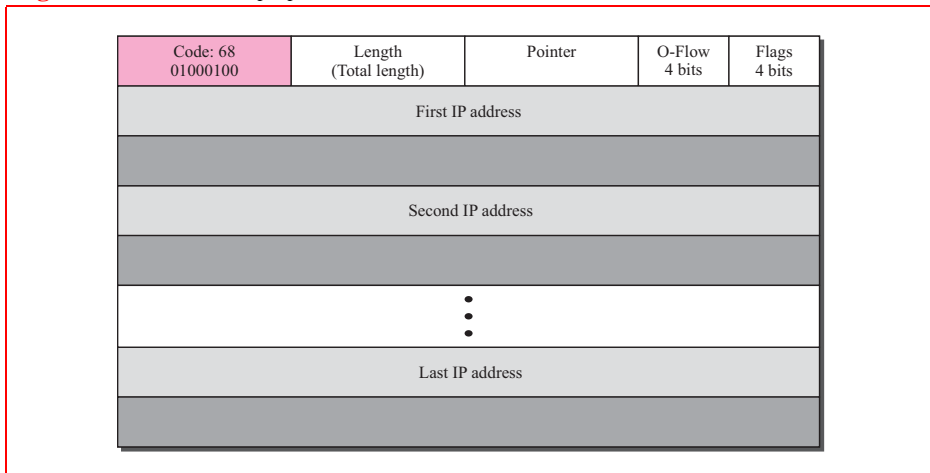 Code: 68
01000100
Length
(Total length)
Pointer
O-Flow
4 bits
Flags
4 bits
First IP address
Second IP address
Last IP address